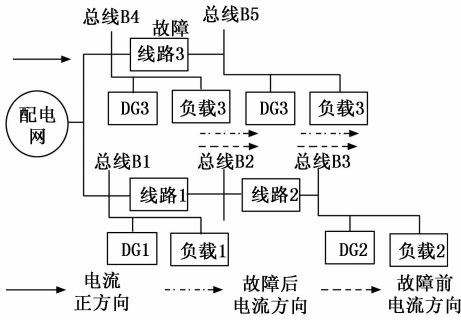 总线B4
总线B5
故障
线路3
配电
网
DG3
负载3
DG3
负载3
总线B1
总线B2
总线B3
线路1
线路2
DG1
负载1
DG2
负载2
电流
正方向
故障后
电流方向
故障前
电流方向